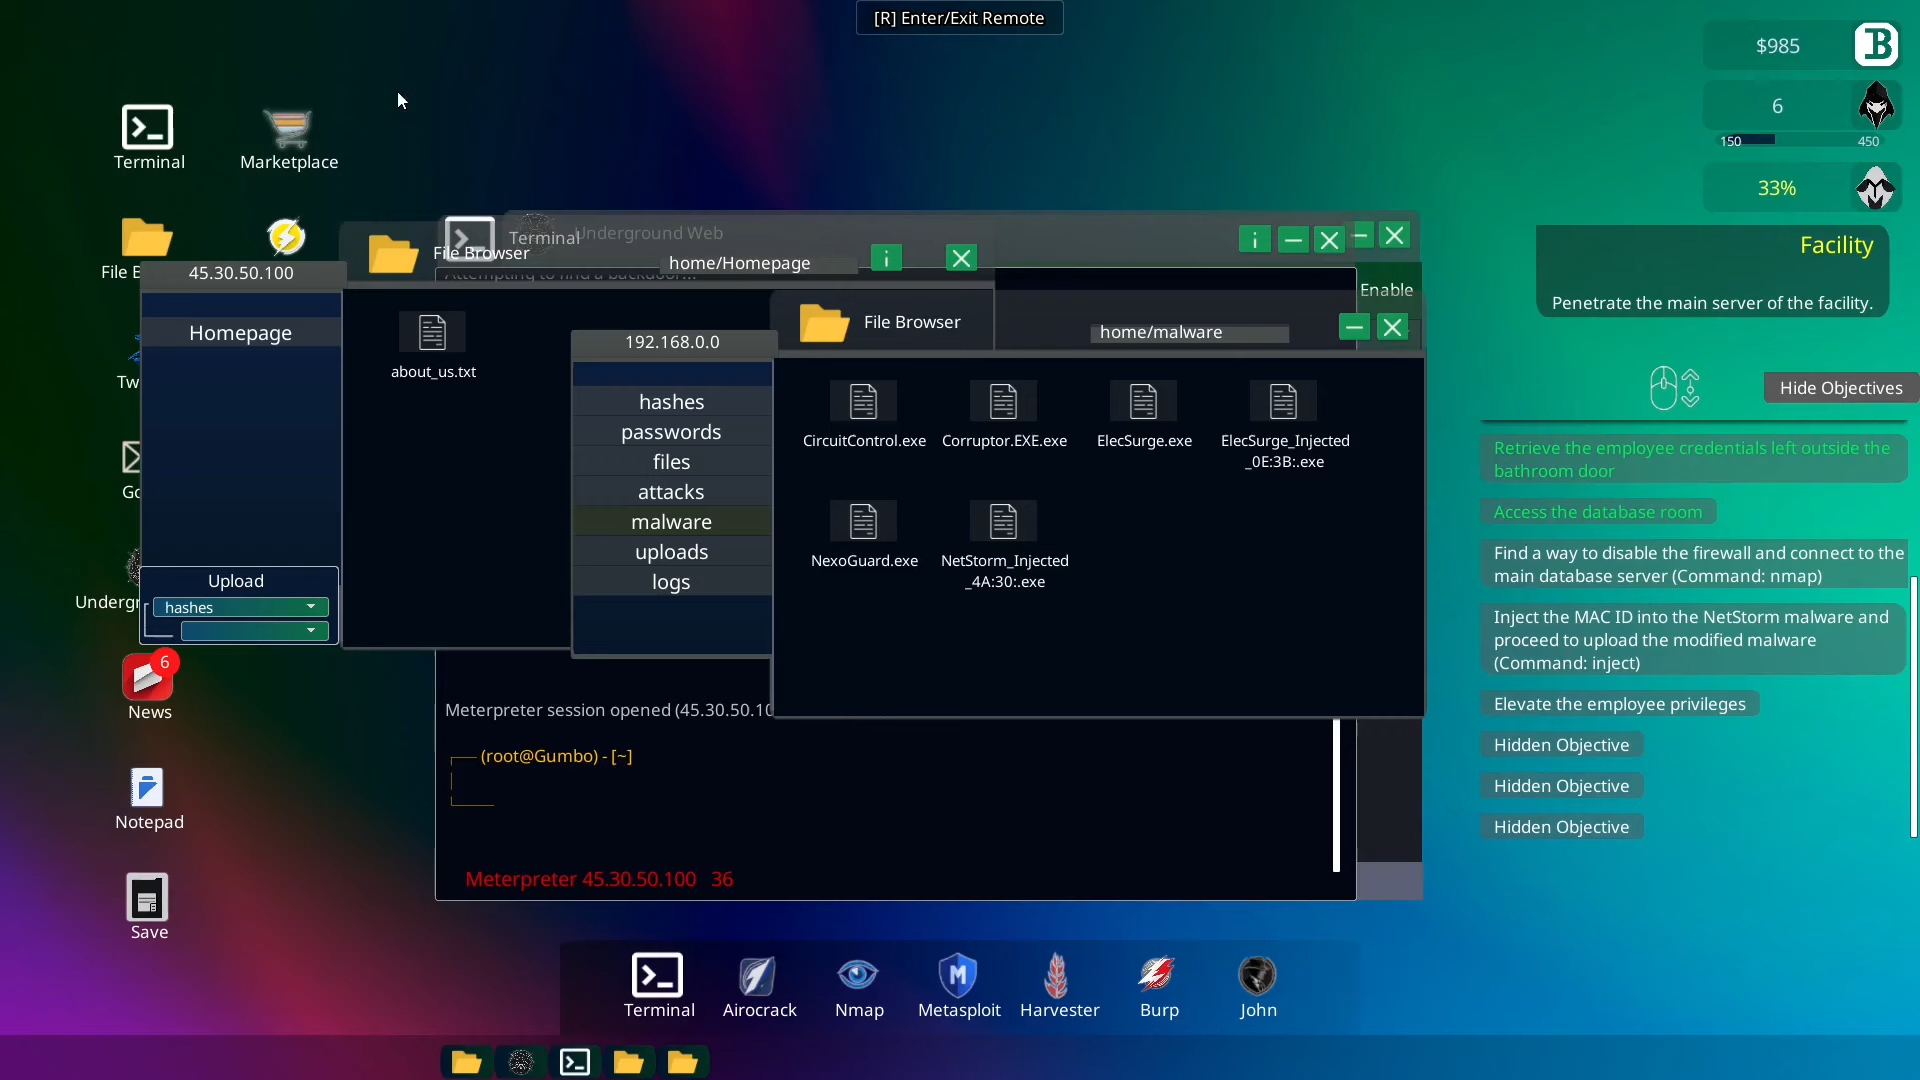 [R] Enter/Exit Remote
$985
6
150 450
33%
Facility
Penetrate the main server of the facility.
Hide Objectives
Retrieve the employee credentials left outside the
bathroom door
Access the database room
Find a way to disable the firewall and connect to the
main database server (Command: nmap)
Inject the MAC ID into the NetStorm malware and
proceed to upload the modified malware
(Command: inject)
Elevate the employee privileges
Hidden Objective
Hidden Objective
Hidden Objective
Terminal
Marketplace
File B
Tw
Go
Undergr
6
News
Notepad
Save
Terminal
Underground Web
Attempting to find a backdoor...
Enable
File Browser
home/Homepage
i
i
45.30.50.100
Homepage
about_us.txt
Upload
hashes
192.168.0.0
hashes
passwords
files
attacks
malware
uploads
logs
File Browser
home/malware
CircuitControl.exe
Corruptor.EXE.exe
ElecSurge.exe
ElecSurge_Injected
_0E:3B:.exe
NexoGuard.exe
NetStorm_Injected
_4A:30:.exe
Meterpreter session opened (45.30.50.10
(root@Gumbo) - [~]
Meterpreter 45.30.50.100 36
Terminal
Airocrack
Nmap
Metasploit
Harvester
Burp
John